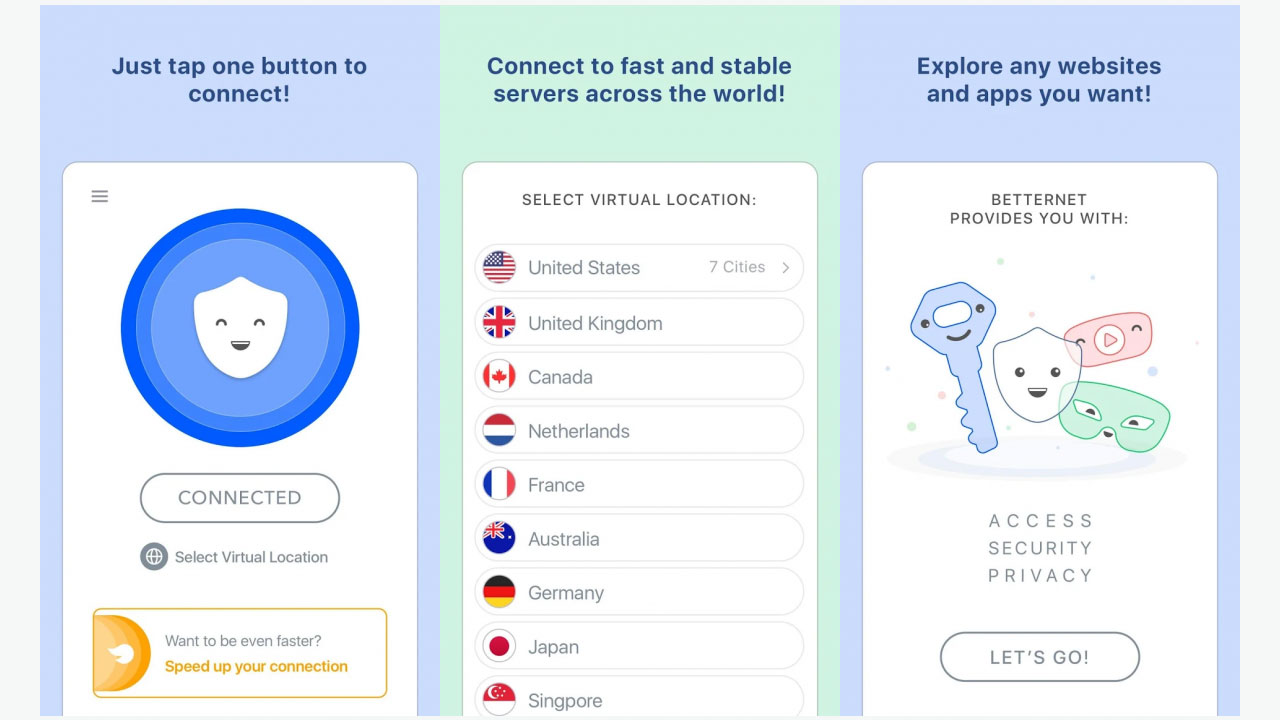 Just tap one button to
connect!
CONNECTED
Select Virtual Location
Want to be even faster?
Speed up your connection
Connect to fast and stable
servers across the world!
SELECT VIRTUAL LOCATION:
United States 7 Cities
United Kingdom
Canada
Netherlands
France
Australia
Germany
Japan
Singpore
Explore any websites
and apps you want!
BETTERNET
PROVIDES YOU WITH:
ACCESS
SECURITY
PRIVACY
LET’S GO!